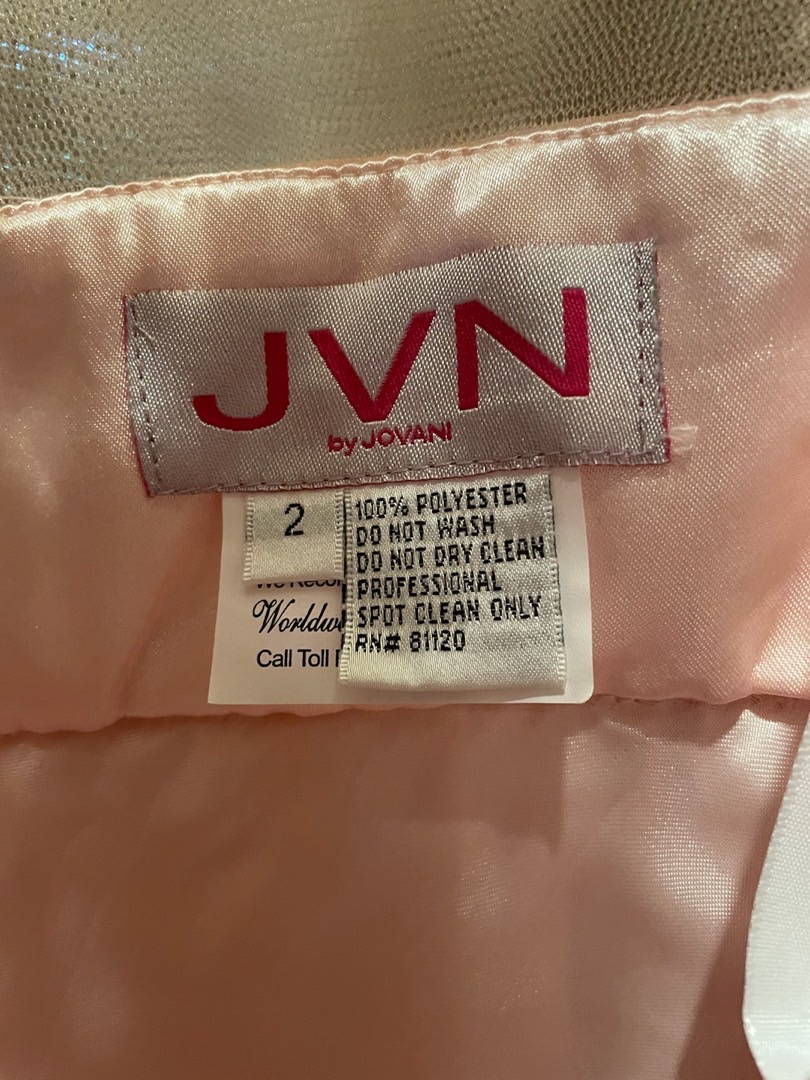 JVN
by JOVANI
2
100% POLYESTER
DO NOT WASH
DO NOT DRY CLEAN
PROFESSIONAL
SPOT CLEAN ONLY
RN# 81120
We
Call Toll